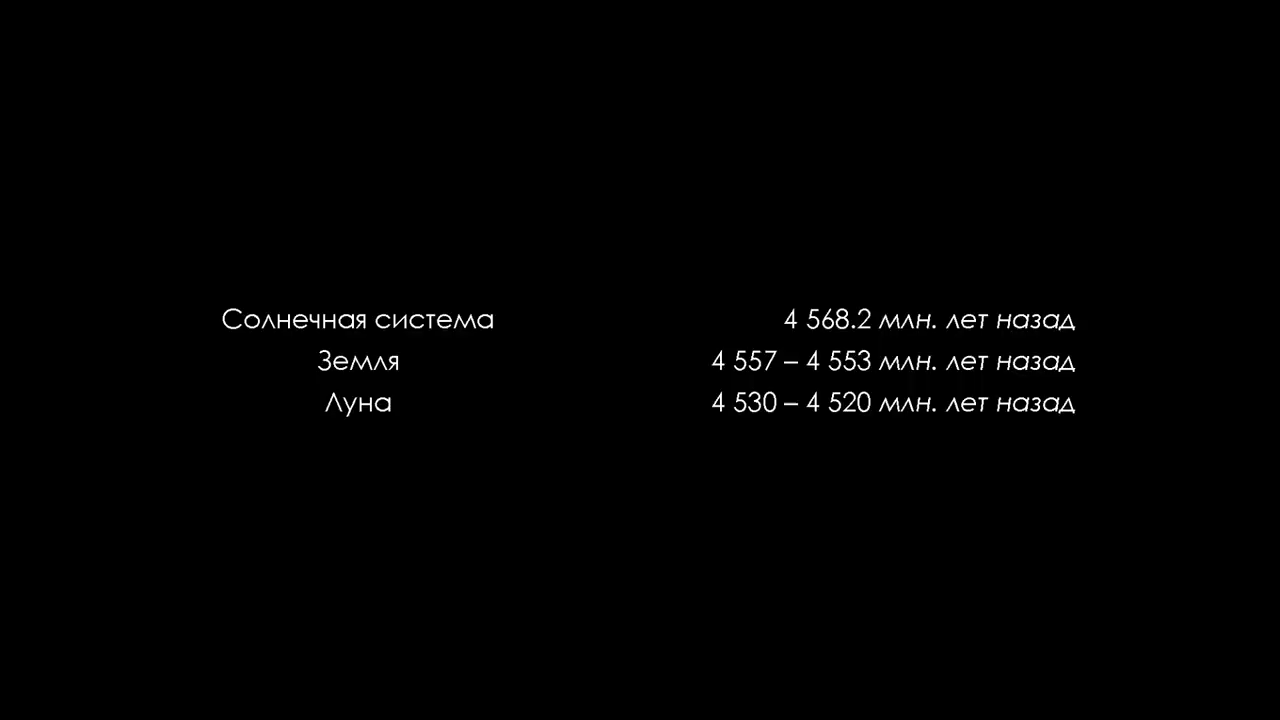 Солнечная система 4 568.2 млн. лет назад
Земля 4 557 – 4 553 млн. лет назад
Луна 4 530 – 4 520 млн. лет назад